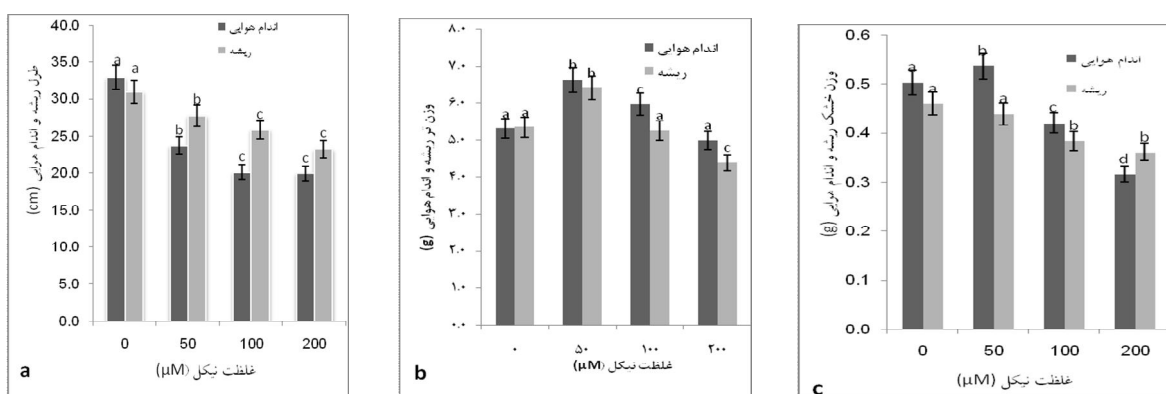 40.0
35.0
30.0
25.0
20.0
15.0
10.0
5.0
0.0
طول ریشه و اندام هوایی (cm)
اندام هوایی
ریشه
a a
b b
c c
c c
0 50 100 200
غلظت نیکل (µM)
a
۸.۰
۷.۰
۶.۰
۵.۰
۴.۰
۳.۰
۲.۰
۱.۰
۰.۰
وزن تر ریشه و اندام هوایی (g)
اندام هوایی
ریشه
a a
b b
c a
a c
۰ ۵۰ ۱۰۰ ۲۰۰
غلظت نیکل (µM)
b
0.6
0.5
0.4
0.3
0.2
0.1
0.0
وزن خشک ریشه و اندام هوایی (g)
اندام هوایی
ریشه
a a
b a
c b
d b
0 50 100 200
غلظت نیکل (µM)
c